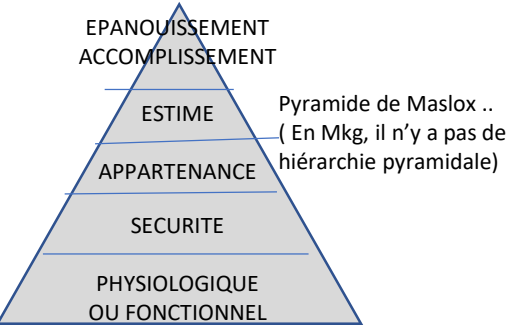 EPANOUISSEMENT
ACCOMPLISSEMENT
ESTIME
Pyramide de Maslox ..
( En Mkg, il n’y a pas de
hiérarchie pyramidale)
APPARTENANCE
SECURITE
PHYSIOLOGIQUE
OU FONCTIONNEL